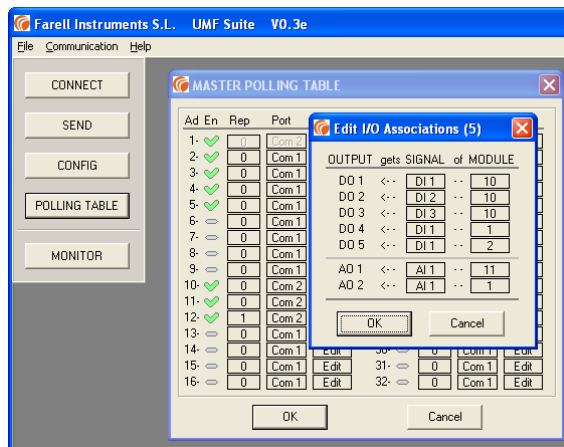 Farell Instruments S.L. UMF Suite V0.3e
File Communication Help
CONNECT
SEND
CONFIG
POLLING TABLE
MONITOR
MASTER POLLING TABLE
Ad En Rep Port
1- 0 Com 2
2- 0 Com 1
3- 0 Com 1
4- 0 Com 1
5- 0 Com 1
6- 0 Com 1
7- 0 Com 1
8- 0 Com 1
9- 0 Com 1
10- 0 Com 2
11- 0 Com 2
12- 1 Com 2
13- 0 Com 1
14- 0 Com 1 Edit 30- 0 Com 1 Edit
15- 0 Com 1 Edit 31- 0 Com 1 Edit
16- 0 Com 1 Edit 32- 0 Com 1 Edit
OK Cancel
Edit I/O Associations (5)
OUTPUT gets SIGNAL of MODULE
DO 1 <-- DI 1 -- 10
DO 2 <-- DI 2 -- 10
DO 3 <-- DI 3 -- 10
DO 4 <-- DI 1 -- 1
DO 5 <-- DI 1 -- 2
AO 1 <-- AI 1 -- 11
AO 2 <-- AI 1 -- 1
OK Cancel